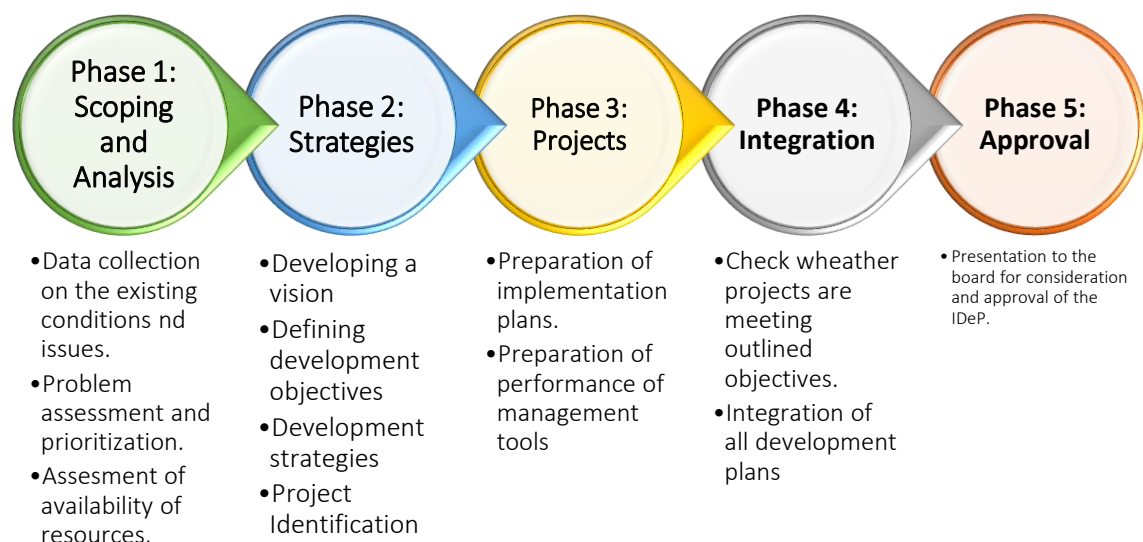 Phase 1:
Scoping
and
Analysis
•Data collection
on the existing
conditions nd
issues.
•Problem
assessment and
prioritization.
•Assesment of
availability of
resources.
Phase 2:
Strategies
•Developing a
vision
•Defining
development
objectives
•Development
strategies
•Project
Identification
Phase 3:
Projects
•Preparation of
implementation
plans.
•Preparation of
performance of
management
tools
Phase 4:
Integration
•Check wheather
projects are
meeting
outlined
objectives.
•Integration of
all development
plans
Phase 5:
Approval
• Presentation to the
board for consideration
and approval of the
IDeP.